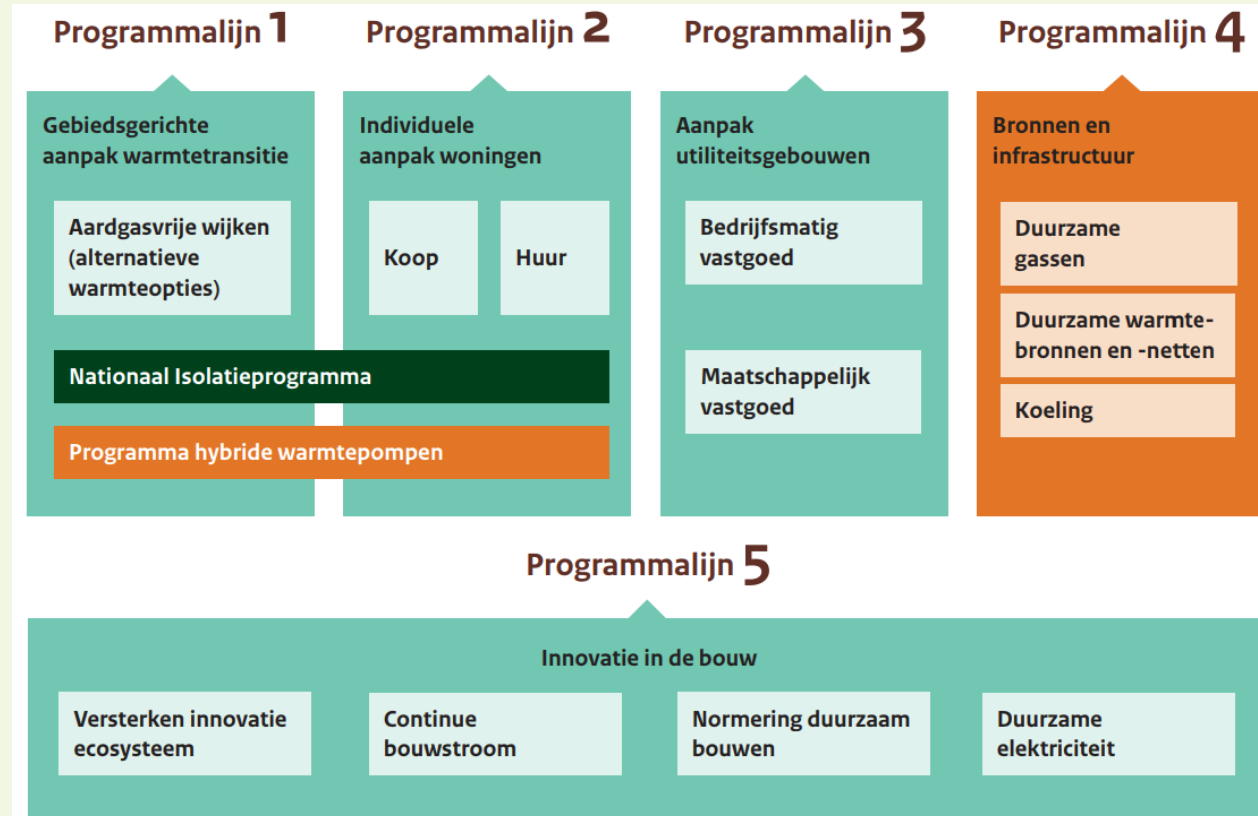 Programmalijn 1
Gebiedsgerichte
aanpak warmtetransitie
Aardgasvrije wijken
(alternatieve
warmteopties)
Programmalijn 2
Individuele
aanpak woningen
Koop
Huur
Nationaal Isolatieprogramma
Programma hybride warmtepompen
Programmalijn 3
Aanpak
utiliteitsgebouwen
Bedrijfsmatig
vastgoed
Maatschappelijk
vastgoed
Programmalijn 4
Bronnen en
infrastructuur
Duurzame
gassen
Duurzame warmte-
bronnen en -netten
Koeling
Programmalijn 5
Innovatie in de bouw
Versterken innovatie
ecosysteem
Continue
bouwstroom
Normering duurzaam
bouwen
Duurzame
elektriciteit